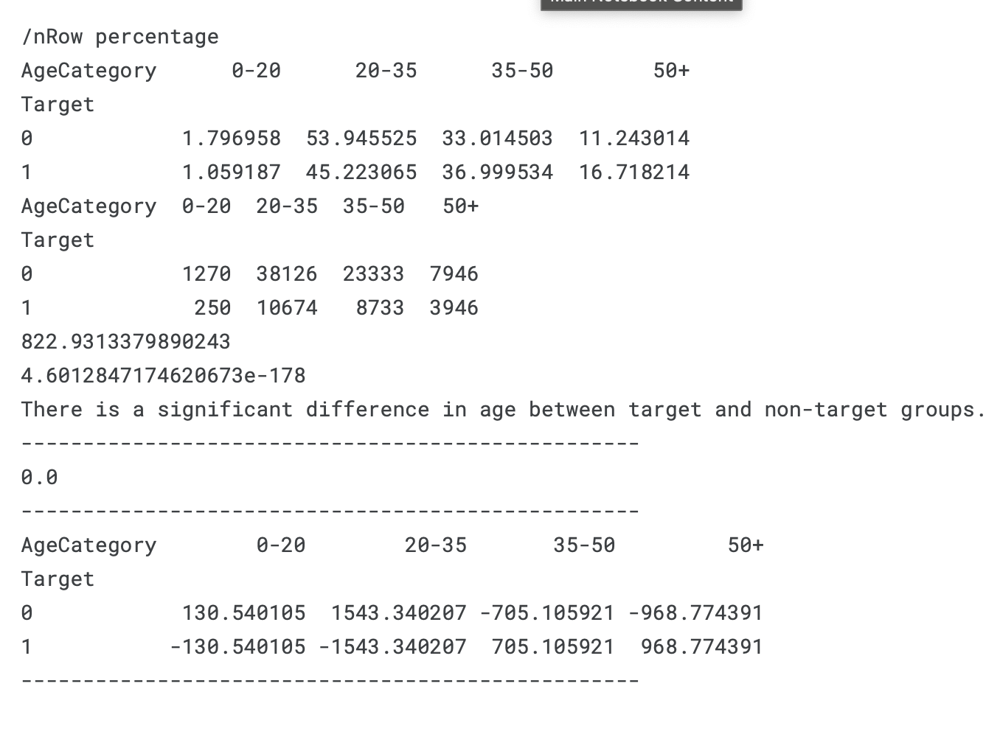 Main Notebook Content
/nRow percentage
AgeCategory      0-20      20-35      35-50        50+
Target
0            1.796958  53.945525  33.014503  11.243014
1            1.059187  45.223065  36.999534  16.718214
AgeCategory  0-20  20-35  35-50   50+
Target
0            1270  38126  23333  7946
1             250  10674   8733  3946
822.9313379890243
4.6012847174620673e-178
There is a significant difference in age between target and non-target groups.
--------------------------------------------------
0.0
--------------------------------------------------
AgeCategory        0-20        20-35       35-50         50+
Target
0            130.540105  1543.340207 -705.105921 -968.774391
1           -130.540105 -1543.340207  705.105921  968.774391
--------------------------------------------------